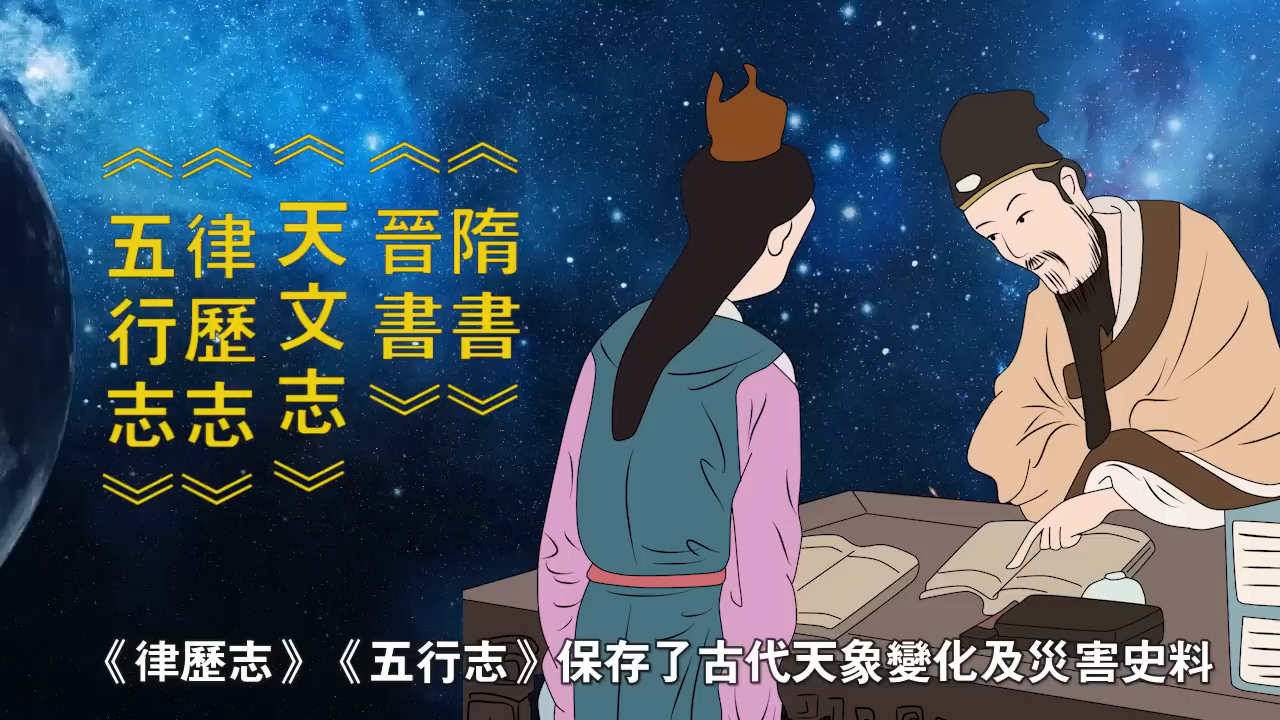 《隋書》
《晉書》
《天文志》
《律歷志》
《五行志》
《律歷志》《五行志》保存了古代天象變化及災害史料